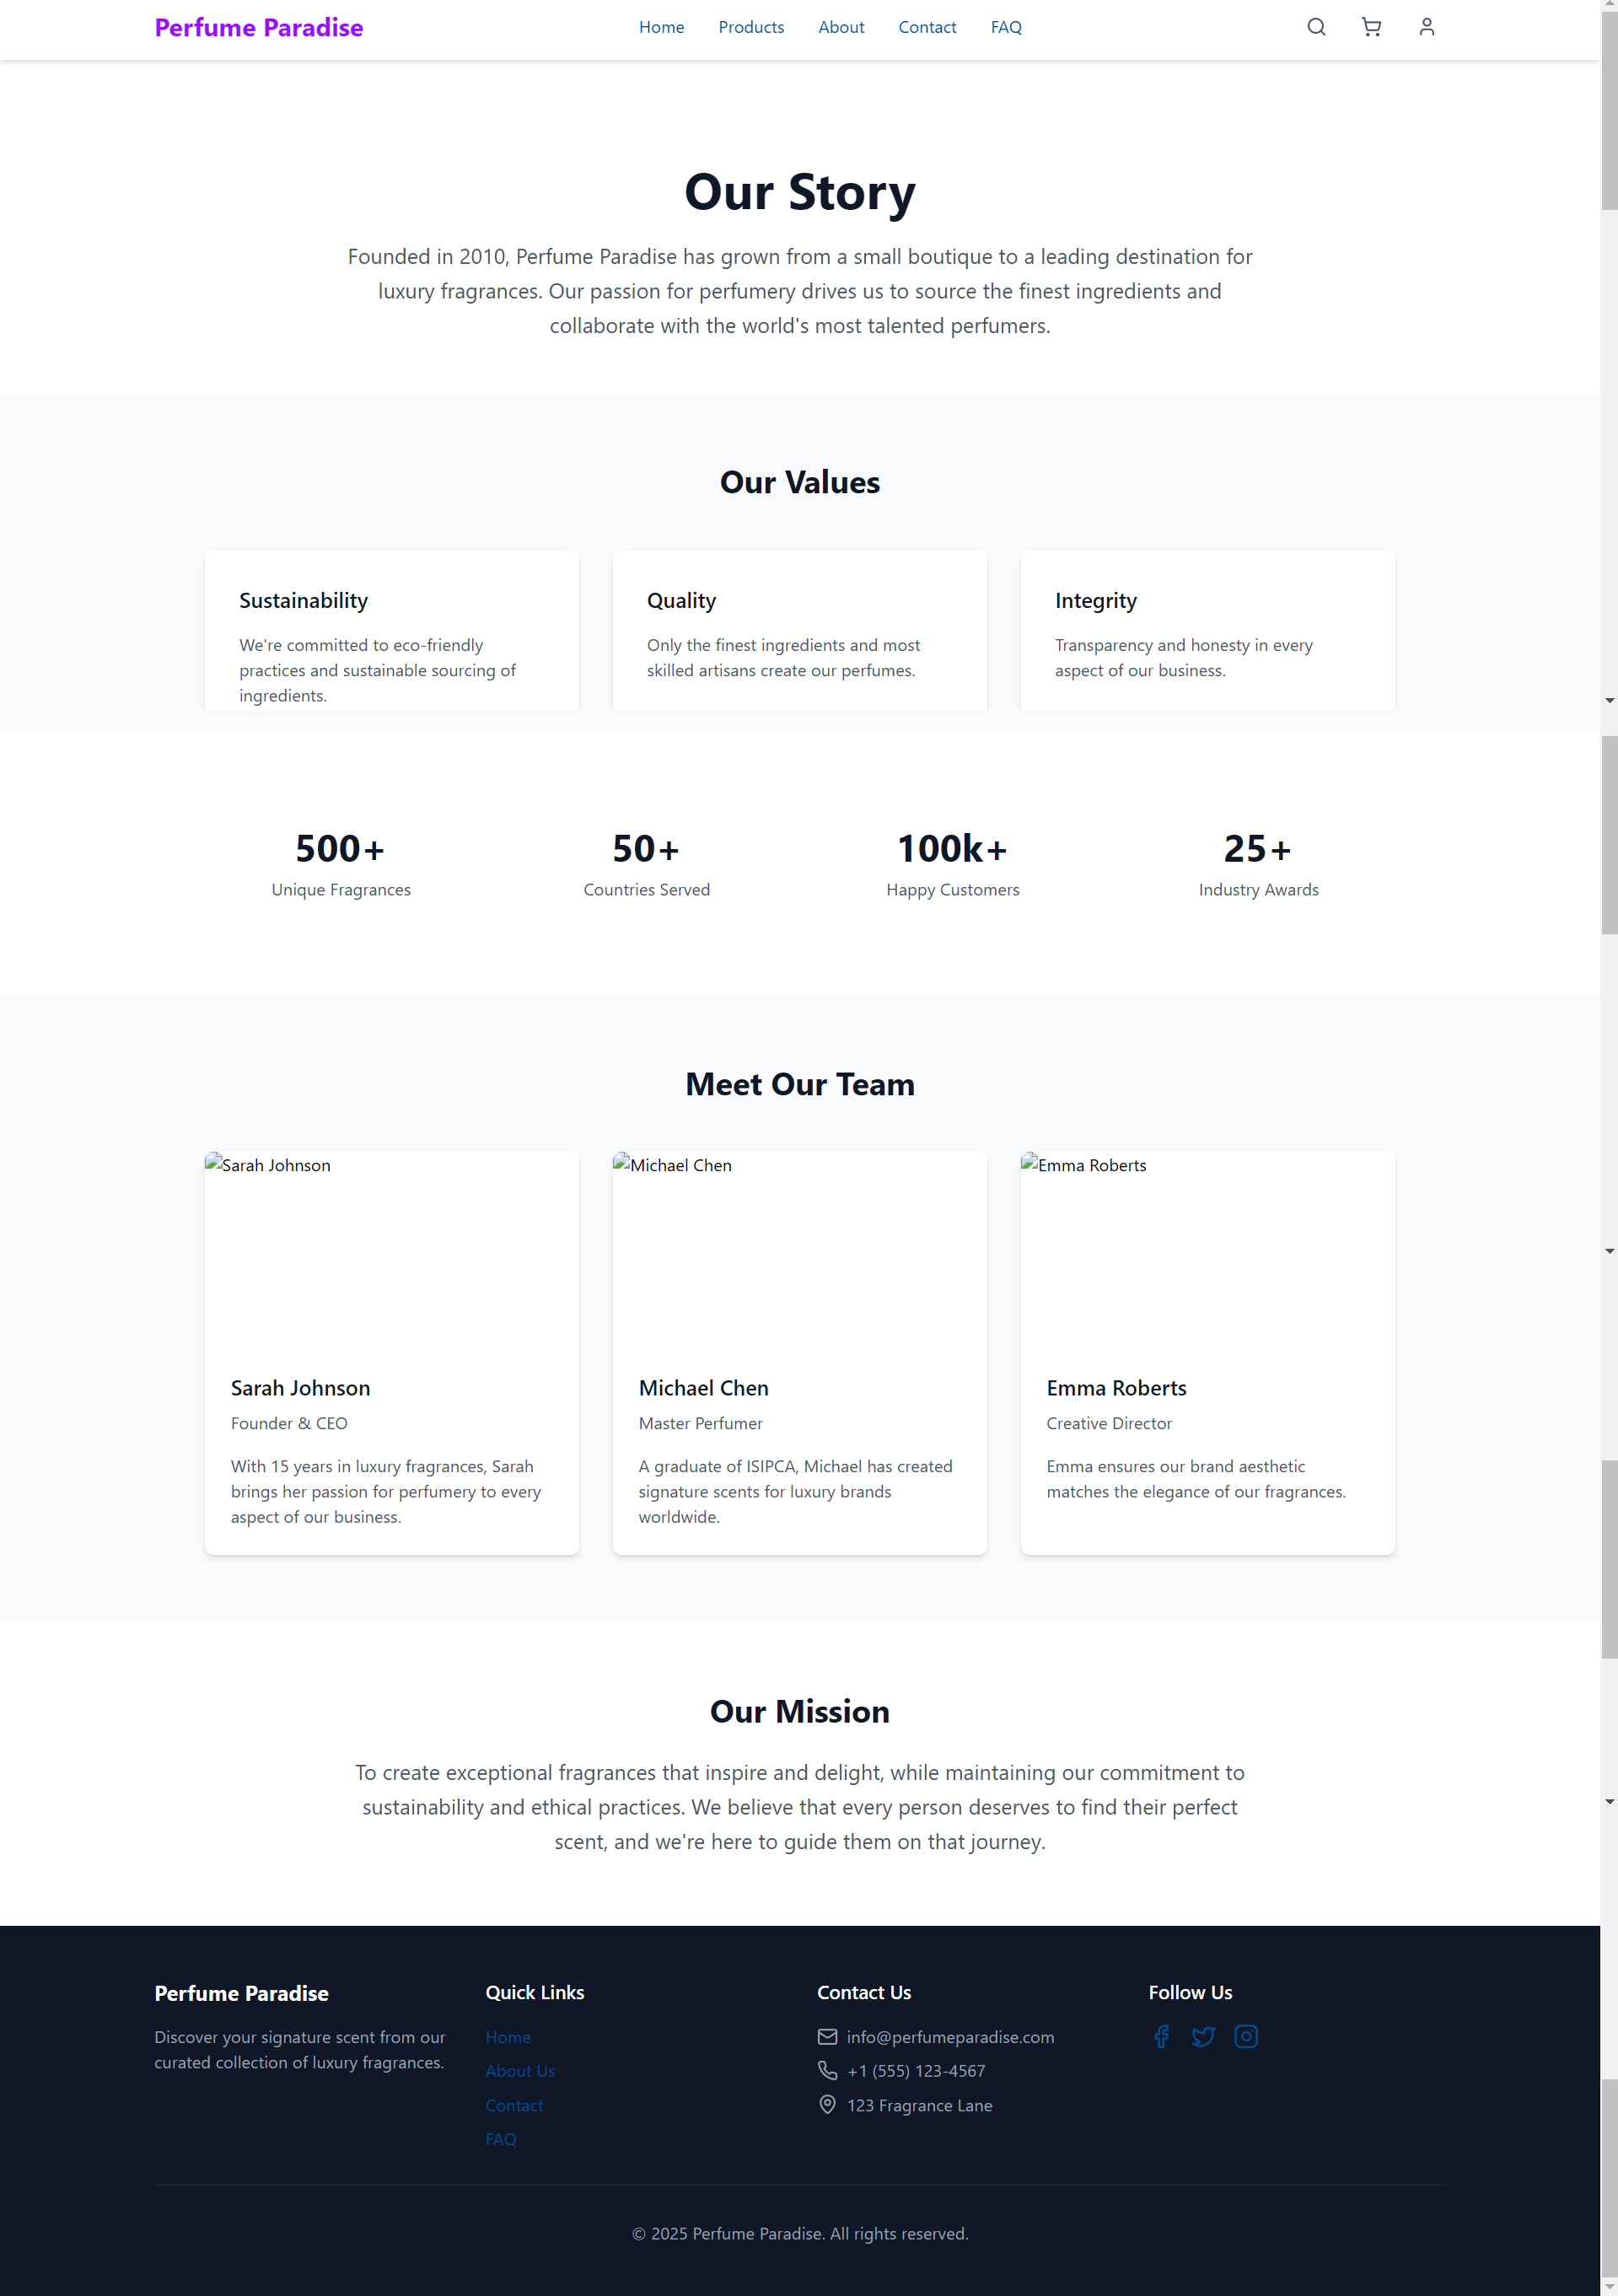 Perfume Paradise
Home Products About Contact FAQ
Our Story
Founded in 2010, Perfume Paradise has grown from a small boutique to a leading destination for
luxury fragrances. Our passion for perfumery drives us to source the finest ingredients and
collaborate with the world's most talented perfumers.
Our Values
Sustainability
We're committed to eco-friendly
practices and sustainable sourcing of
ingredients.
Quality
Only the finest ingredients and most
skilled artisans create our perfumes.
Integrity
Transparency and honesty in every
aspect of our business.
500+
Unique Fragrances
50+
Countries Served
100k+
Happy Customers
25+
Industry Awards
Meet Our Team
Sarah Johnson
Sarah Johnson
Founder & CEO
With 15 years in luxury fragrances, Sarah
brings her passion for perfumery to every
aspect of our business.
Michael Chen
Michael Chen
Master Perfumer
A graduate of ISIPCA, Michael has created
signature scents for luxury brands
worldwide.
Emma Roberts
Emma Roberts
Creative Director
Emma ensures our brand aesthetic
matches the elegance of our fragrances.
Our Mission
To create exceptional fragrances that inspire and delight, while maintaining our commitment to
sustainability and ethical practices. We believe that every person deserves to find their perfect
scent, and we're here to guide them on that journey.
Perfume Paradise
Discover your signature scent from our
curated collection of luxury fragrances.
Quick Links
Home
About Us
Contact
FAQ
Contact Us
info@perfumeparadise.com
+1 (555) 123-4567
123 Fragrance Lane
Follow Us
© 2025 Perfume Paradise. All rights reserved.